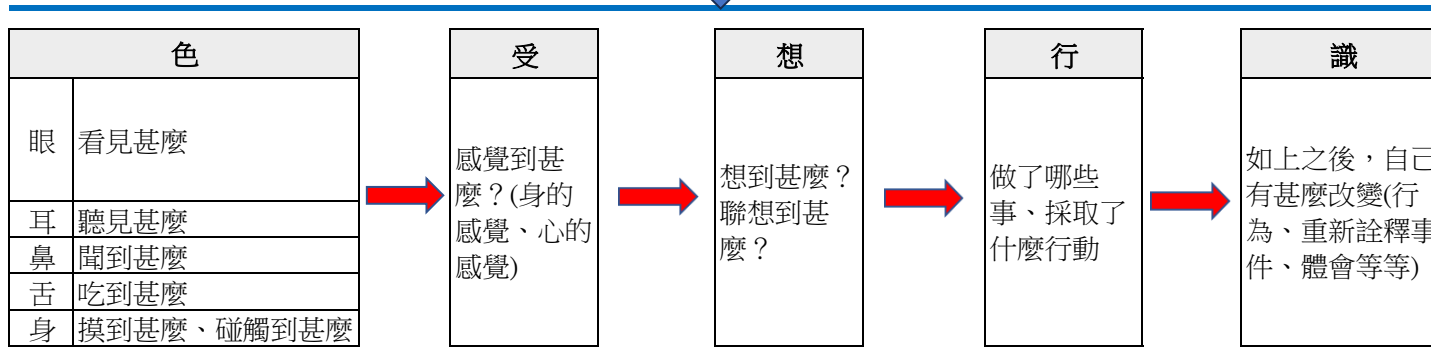 色
眼 看見甚麼
耳 聽見甚麼
鼻 聞到甚麼
舌 吃到甚麼
身 摸到甚麼、碰觸到甚麼
受
感覺到甚
麼？(身的
感覺、心的
感覺)
想
想到甚麼？
聯想到甚
麼？
行
做了哪些
事、採取了
什麼行動
識
如上之後，自己
有甚麼改變(行
為、重新詮釋事
件、體會等等)